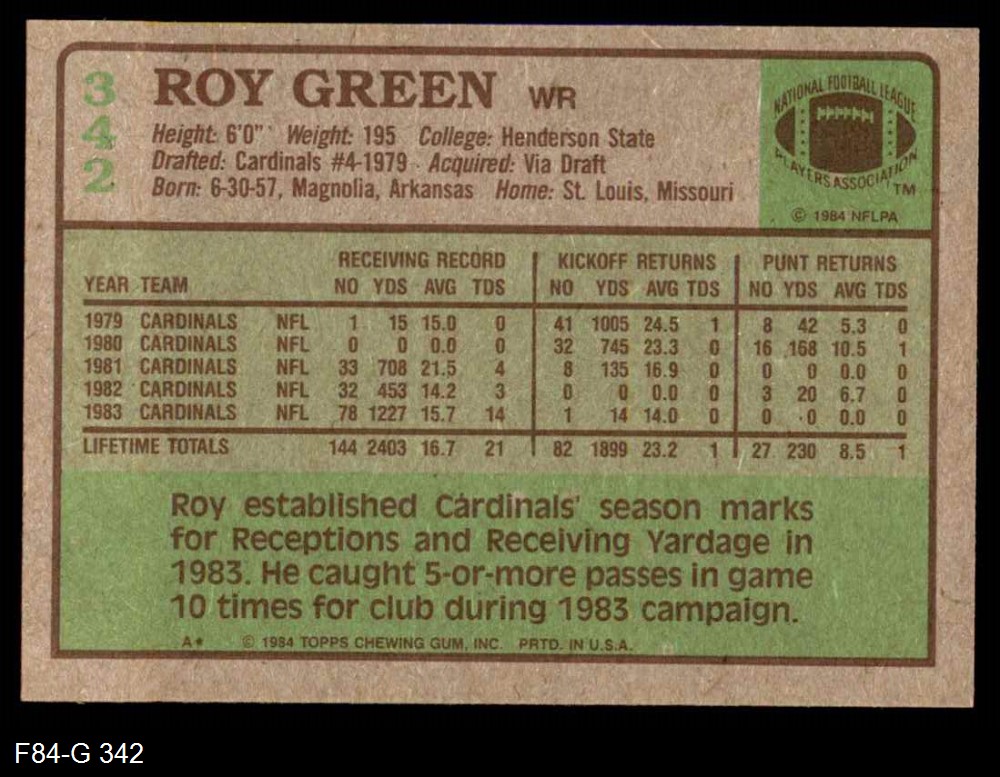 342
ROY GREEN WR
Height: 6'0" Weight: 195 College: Henderson State
Drafted: Cardinals #4-1979 Acquired: Via Draft
Born: 6-30-57, Magnolia, Arkansas Home: St. Louis, Missouri
NATIONAL FOOTBALL LEAGUE
PLAYERS ASSOCIATION
TM
© 1984 NFLPA
RECEIVING RECORD KICKOFF RETURNS PUNT RETURNS
YEAR TEAM NO YDS AVG TDS NO YDS AVG TDS NO YDS AVG TDS
1979 CARDINALS NFL 1 15 15.0 0 41 1005 24.5 1 8 42 5.3 0
1980 CARDINALS NFL 0 0 0.0 0 32 745 23.3 0 16 168 10.5 1
1981 CARDINALS NFL 33 708 21.5 4 8 135 16.9 0 0 0 0.0 0
1982 CARDINALS NFL 32 453 14.2 3 0 0 0.0 0 3 20 6.7 0
1983 CARDINALS NFL 78 1227 15.7 14 1 14 14.0 0 0 0 0.0 0
LIFETIME TOTALS 144 2403 16.7 21 82 1899 23.2 1 27 230 8.5 1
Roy established Cardinals' season marks
for Receptions and Receiving Yardage in
1983. He caught 5-or-more passes in game
10 times for club during 1983 campaign.
A* © 1984 TOPPS CHEWING GUM, INC. PRTD. IN U.S.A.
F84-G 342